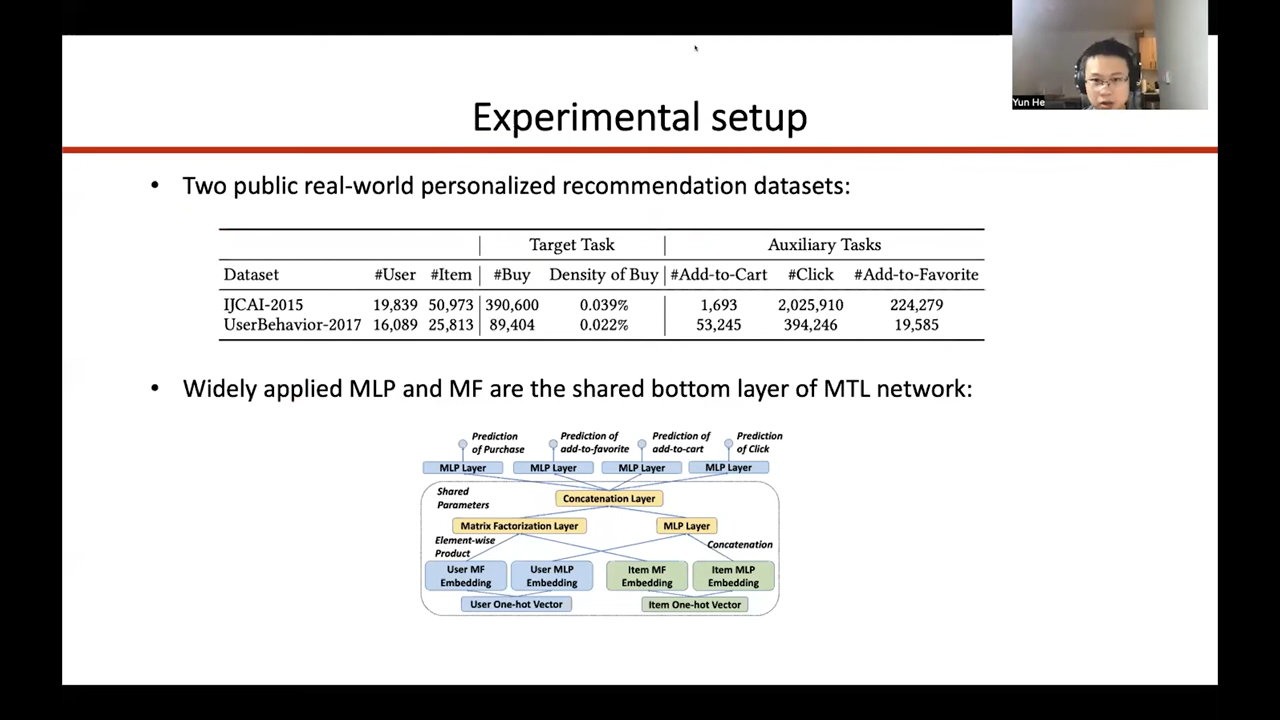 Yun He
Experimental setup
• Two public real-world personalized recommendation datasets:
Target Task Auxiliary Tasks
Dataset #User #Item #Buy Density of Buy #Add-to-Cart #Click #Add-to-Favorite
IJCAI-2015 19,839 50,973 390,600 0.039% 1,693 2,025,910 224,279
UserBehavior-2017 16,089 25,813 89,404 0.022% 53,245 394,246 19,585
• Widely applied MLP and MF are the shared bottom layer of MTL network:
Prediction of Purchase
Prediction of add-to-favorite
Prediction of add-to-cart
Prediction of Click
MLP Layer MLP Layer MLP Layer MLP Layer
Shared Parameters
Concatenation Layer
Matrix Factorization Layer MLP Layer
Element-wise Product
Concatenation
User MF Embedding
User MLP Embedding
Item MF Embedding
Item MLP Embedding
User One-hot Vector Item One-hot Vector